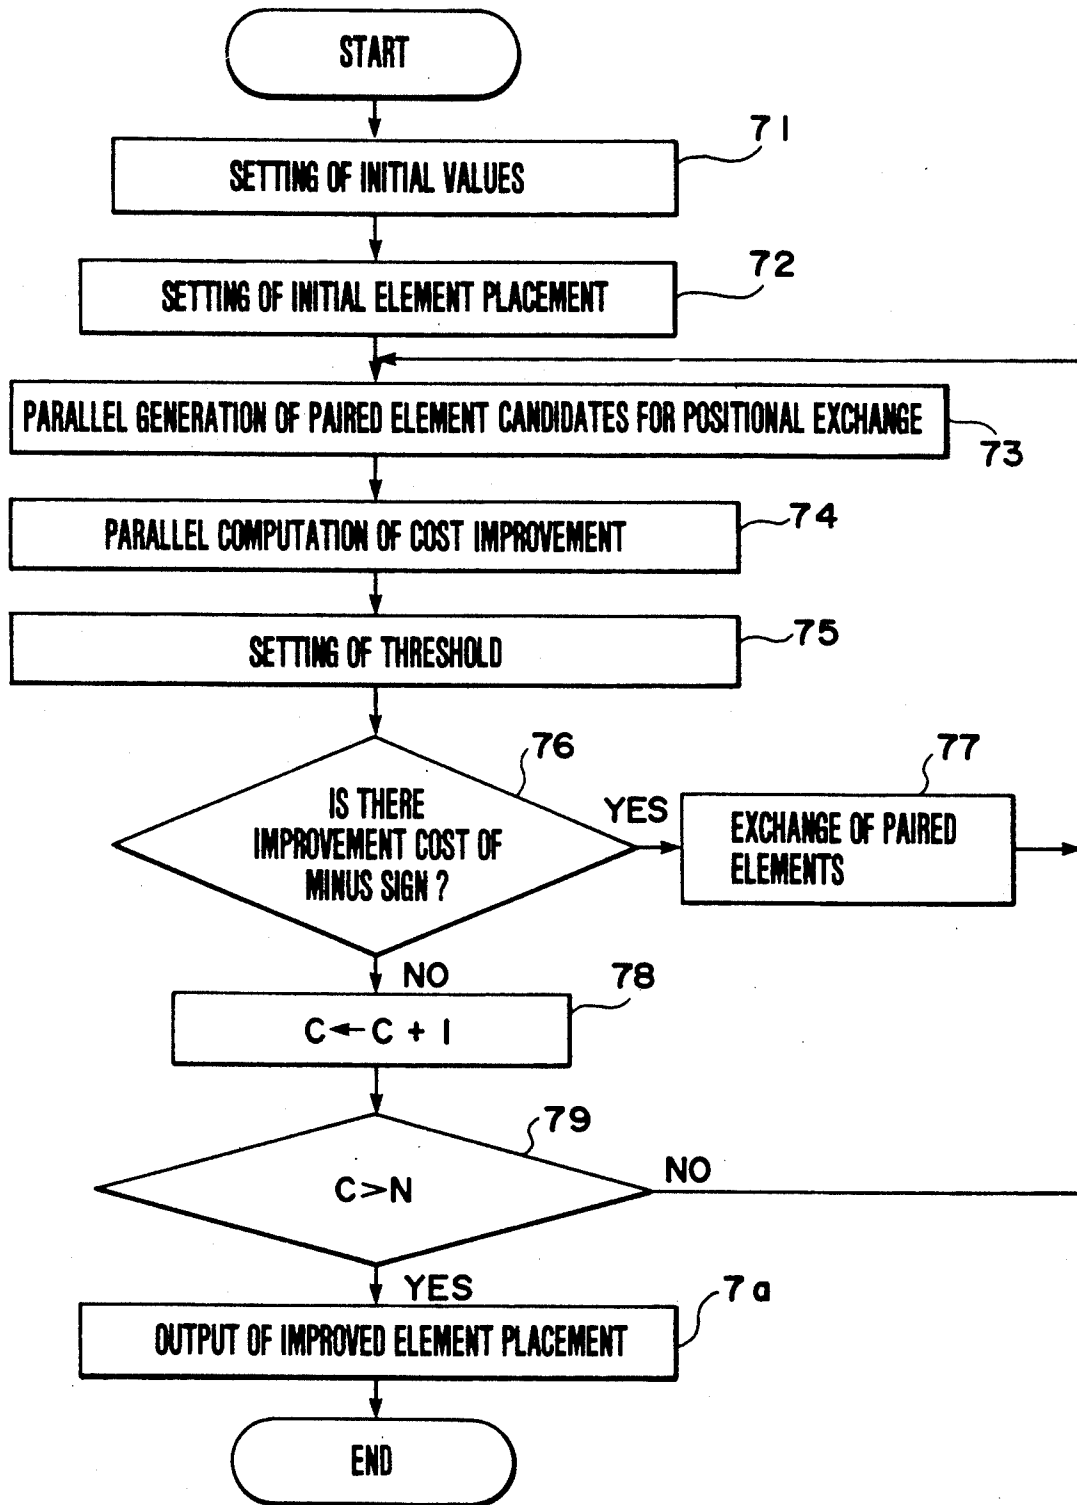 START
71
SETTING OF INITIAL VALUES
72
SETTING OF INITIAL ELEMENT PLACEMENT
PARALLEL GENERATION OF PAIRED ELEMENT CANDIDATES FOR POSITIONAL EXCHANGE
73
74
PARALLEL COMPUTATION OF COST IMPROVEMENT
75
SETTING OF THRESHOLD
76
IS THERE
IMPROVEMENT COST OF
MINUS SIGN ?
YES
77
EXCHANGE OF PAIRED
ELEMENTS
NO
78
C ← C + 1
79
C>N
NO
YES
7a
OUTPUT OF IMPROVED ELEMENT PLACEMENT
END